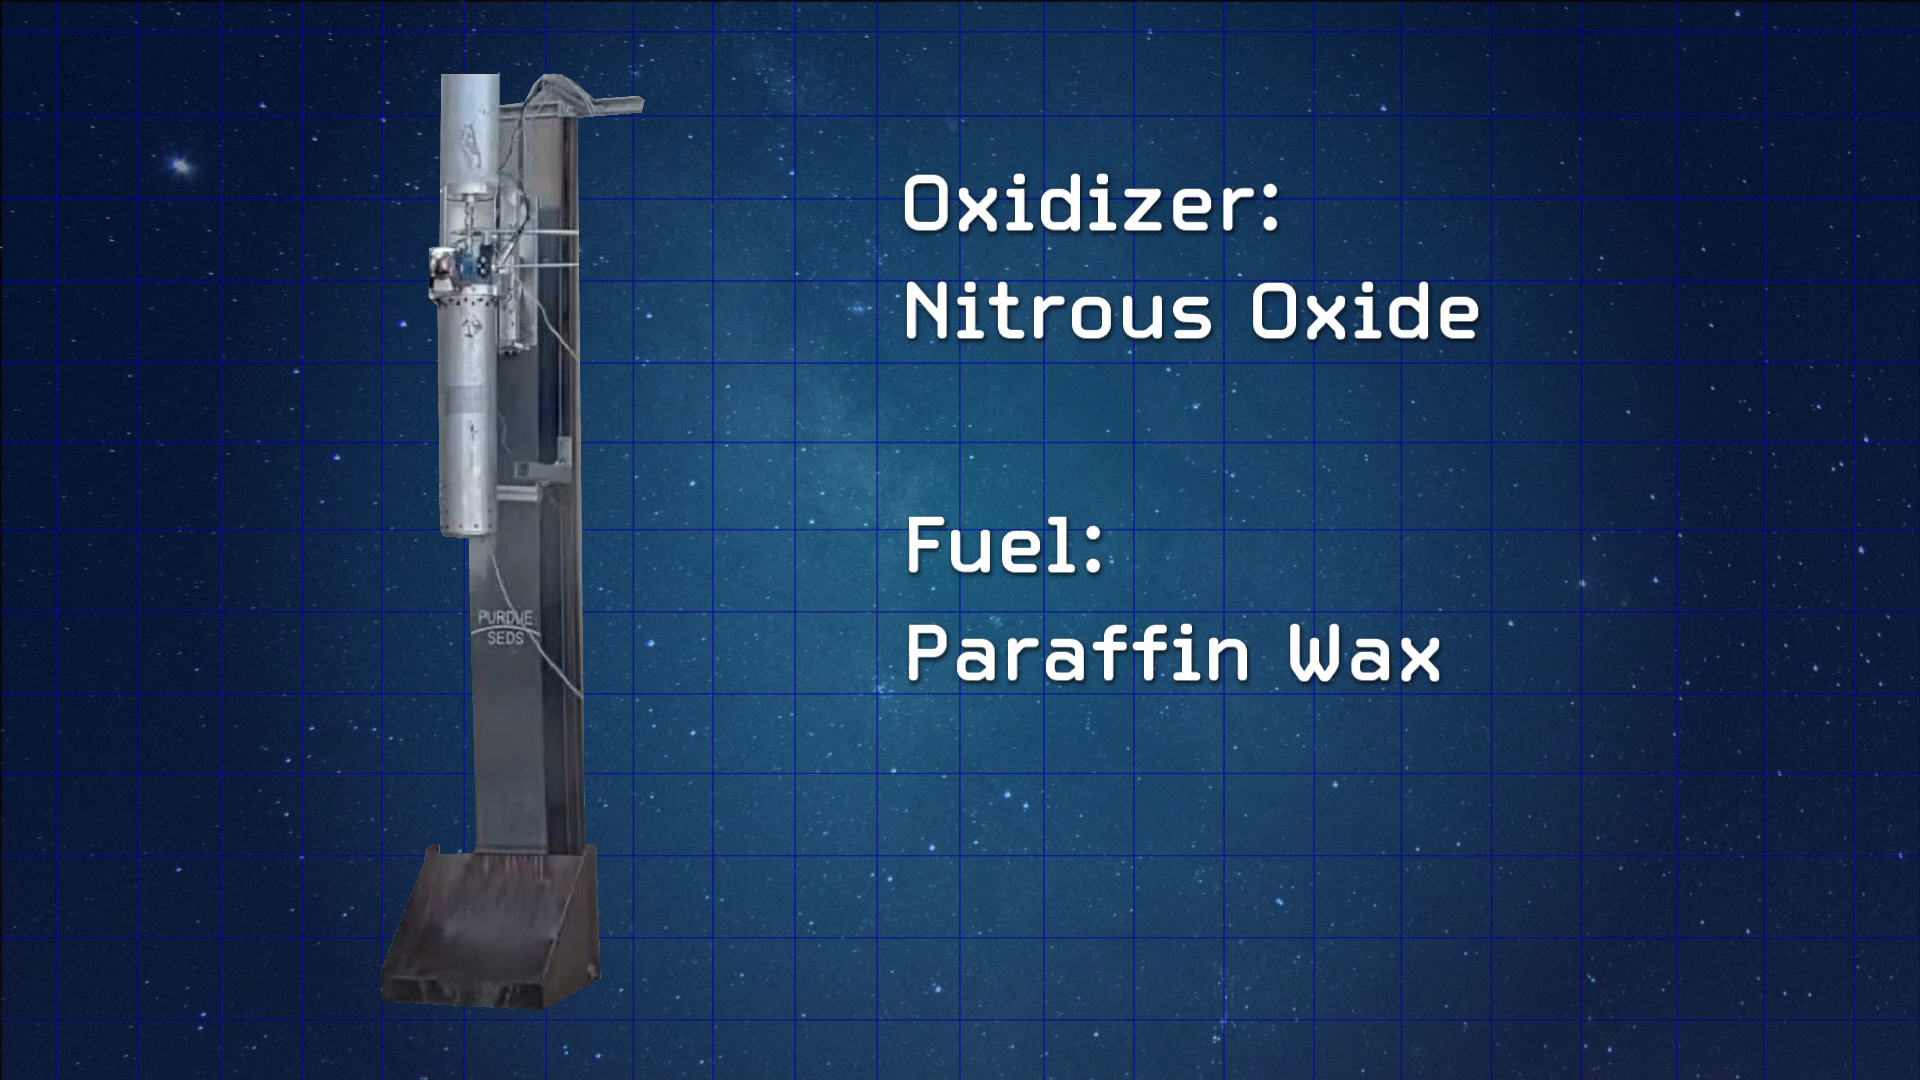 Oxidizer:
Nitrous Oxide
Fuel:
Paraffin Wax
PURDUE
SEDS